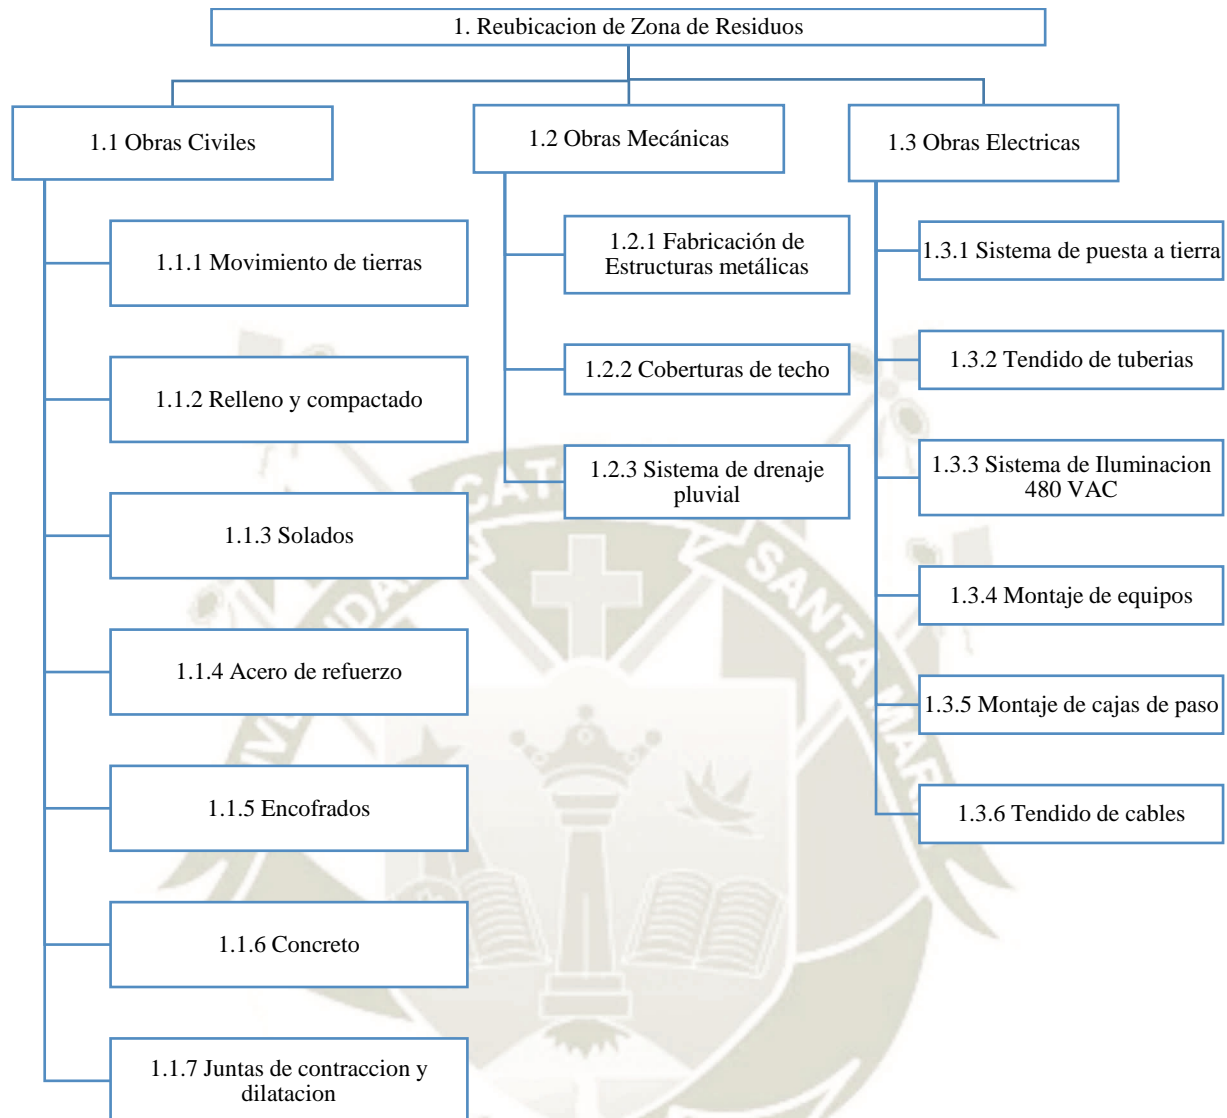 1. Reubicacion de Zona de Residuos
1.1 Obras Civiles
1.1.1 Movimiento de tierras
1.1.2 Relleno y compactado
1.1.3 Solados
1.1.4 Acero de refuerzo
1.1.5 Encofrados
1.1.6 Concreto
1.1.7 Juntas de contraccion y
dilatacion
1.2 Obras Mecánicas
1.2.1 Fabricación de
Estructuras metálicas
1.2.2 Coberturas de techo
1.2.3 Sistema de drenaje
pluvial
1.3 Obras Electricas
1.3.1 Sistema de puesta a tierra
1.3.2 Tendido de tuberias
1.3.3 Sistema de Iluminacion
480 VAC
1.3.4 Montaje de equipos
1.3.5 Montaje de cajas de paso
1.3.6 Tendido de cables
SANTA